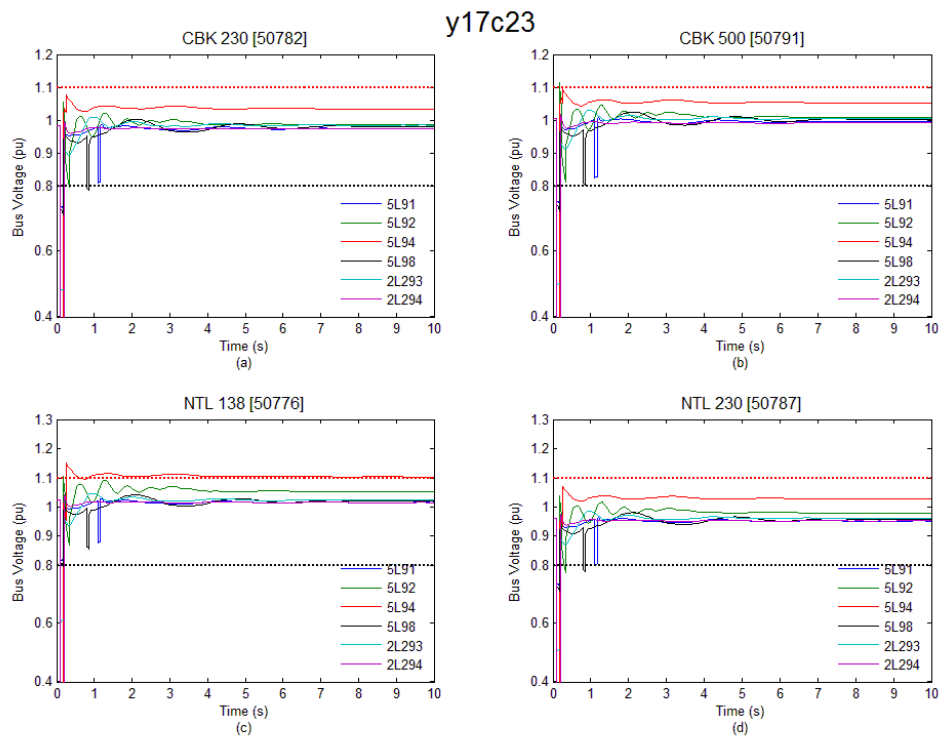 y17c23
CBK 230 [50782]
1.2
1.1
1
0.9
0.8
0.6
0.4
Bus Voltage (pu)
5L91
5L92
5L94
5L98
2L293
2L294
0 1 2 3 4 5 6 7 8 9 10
Time (s)
(a)
CBK 500 [50791]
1.2
1.1
1
0.9
0.8
0.6
0.4
Bus Voltage (pu)
5L91
5L92
5L94
5L98
2L293
2L294
0 1 2 3 4 5 6 7 8 9 10
Time (s)
(b)
NTL 138 [50776]
1.3
1.2
1.1
1
0.9
0.8
0.6
0.4
Bus Voltage (pu)
5L91
5L92
5L94
5L98
2L293
2L294
0 1 2 3 4 5 6 7 8 9 10
Time (s)
(c)
NTL 230 [50787]
1.3
1.2
1.1
1
0.9
0.8
0.6
0.4
Bus Voltage (pu)
5L91
5L92
5L94
5L98
2L293
2L294
0 1 2 3 4 5 6 7 8 9 10
Time (s)
(d)